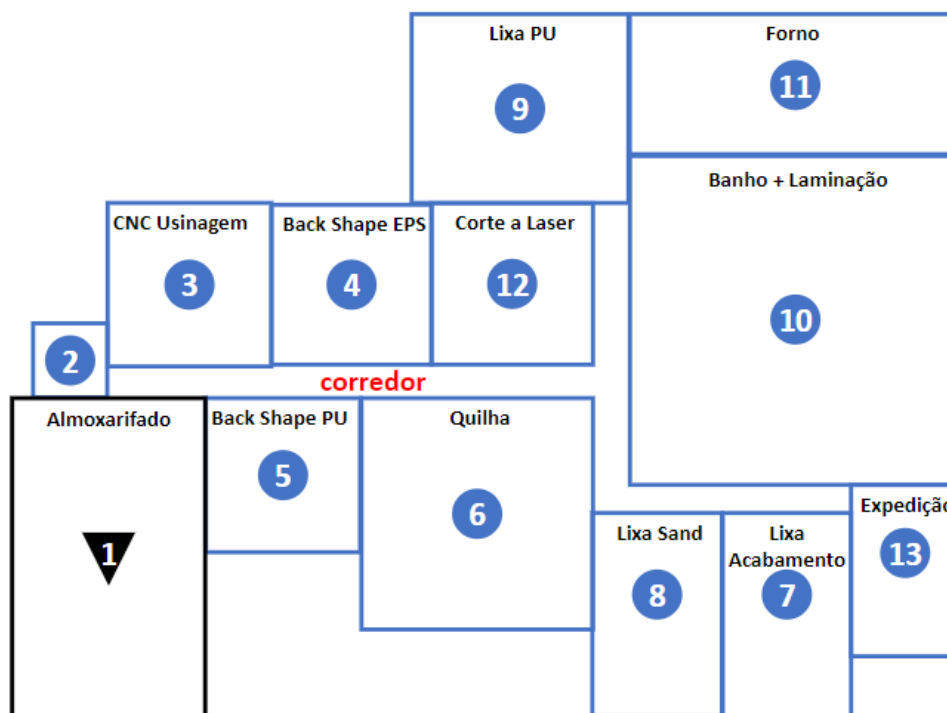 Lixa PU
9
Forno
11
Banho + Laminação
10
CNC Usinagem
3
Back Shape EPS
4
Corte a Laser
12
2
corredor
Almoxarifado
1
Back Shape PU
5
Quilha
6
Lixa Sand
8
Lixa
Acabamento
7
Expedição
13